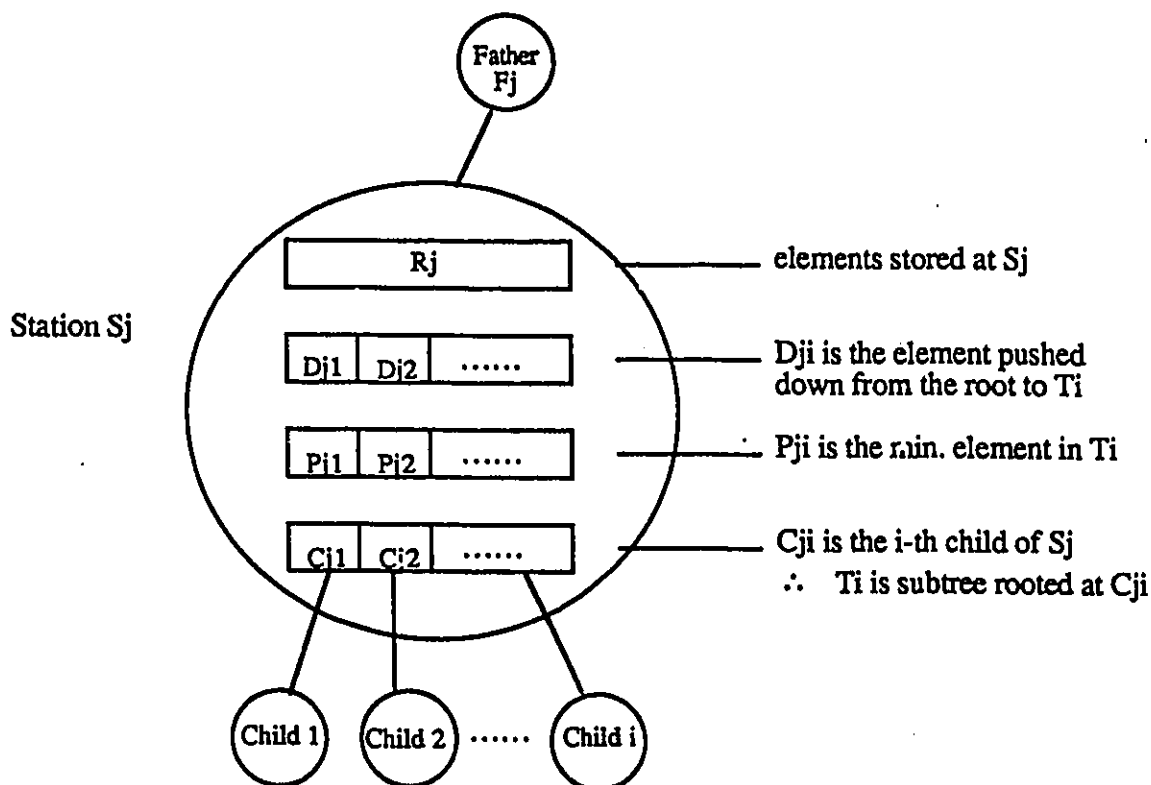 Father
Fj
Station Sj
Rj
elements stored at Sj
Dj1 Dj2 ......
Dji is the element pushed
down from the root to Ti
Pj1 Pj2 ......
Pji is the min. element in Ti
Cj1 Cj2 ......
Cji is the i-th child of Sj
∴ Ti is subtree rooted at Cji
Child 1 Child 2 ...... Child i